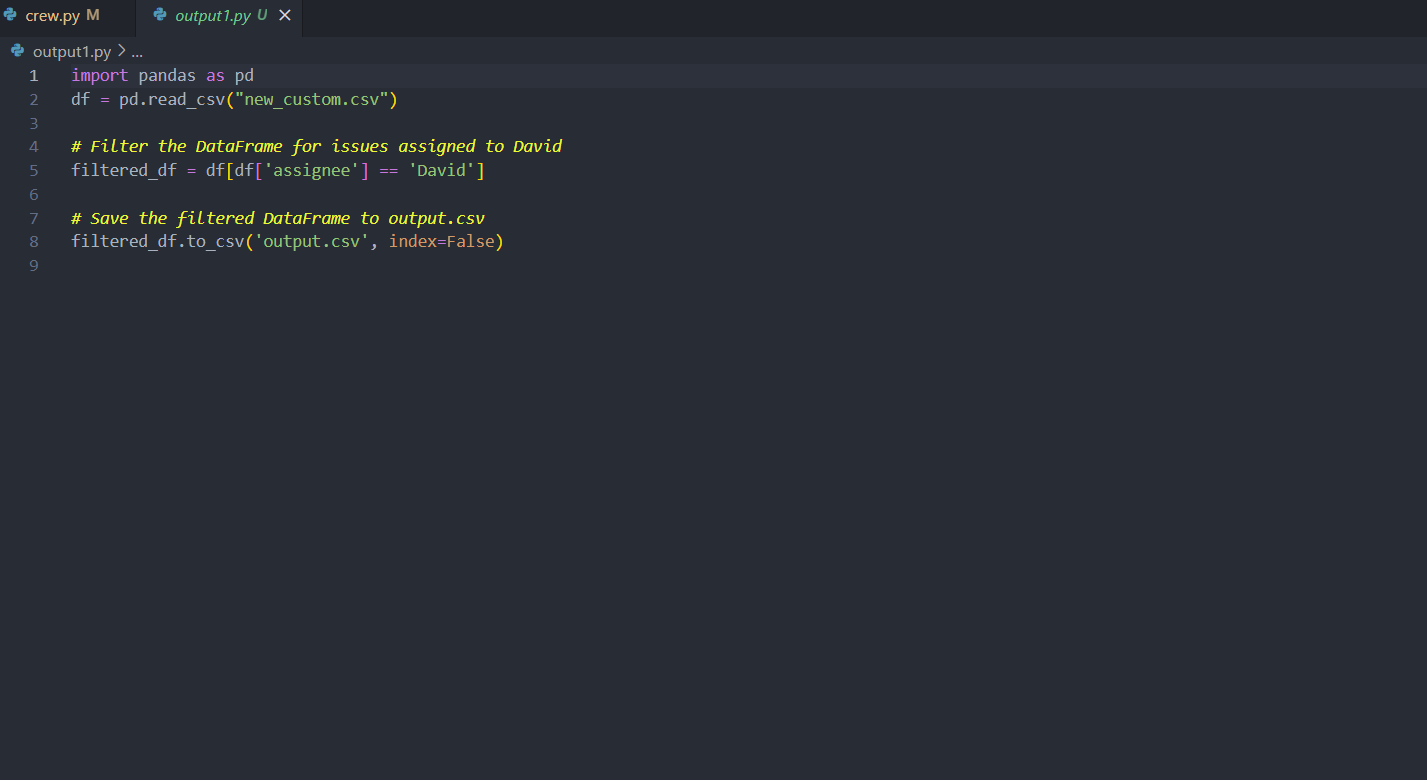 crew.py M output1.py U
output1.py > ...
1 import pandas as pd
2 df = pd.read_csv("new_custom.csv")
3
4 # Filter the DataFrame for issues assigned to David
5 filtered_df = df[df['assignee'] == 'David']
6
7 # Save the filtered DataFrame to output.csv
8 filtered_df.to_csv('output.csv', index=False)
9